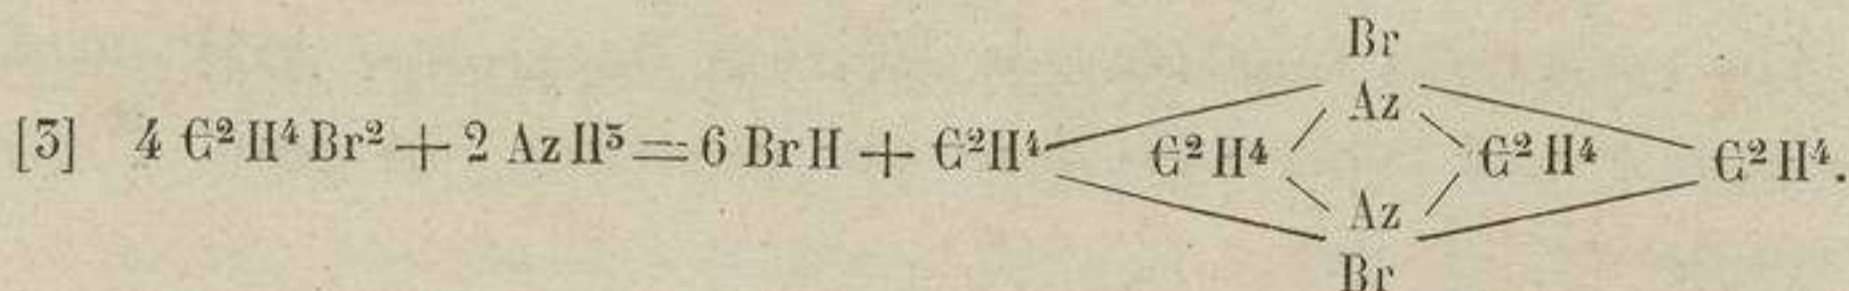 Br
Az
[3] 4 C²H⁴Br² + 2 AzH³ = 6 BrH + C²H⁴ C²H⁴ C²H⁴ C²H⁴.
Az
Br